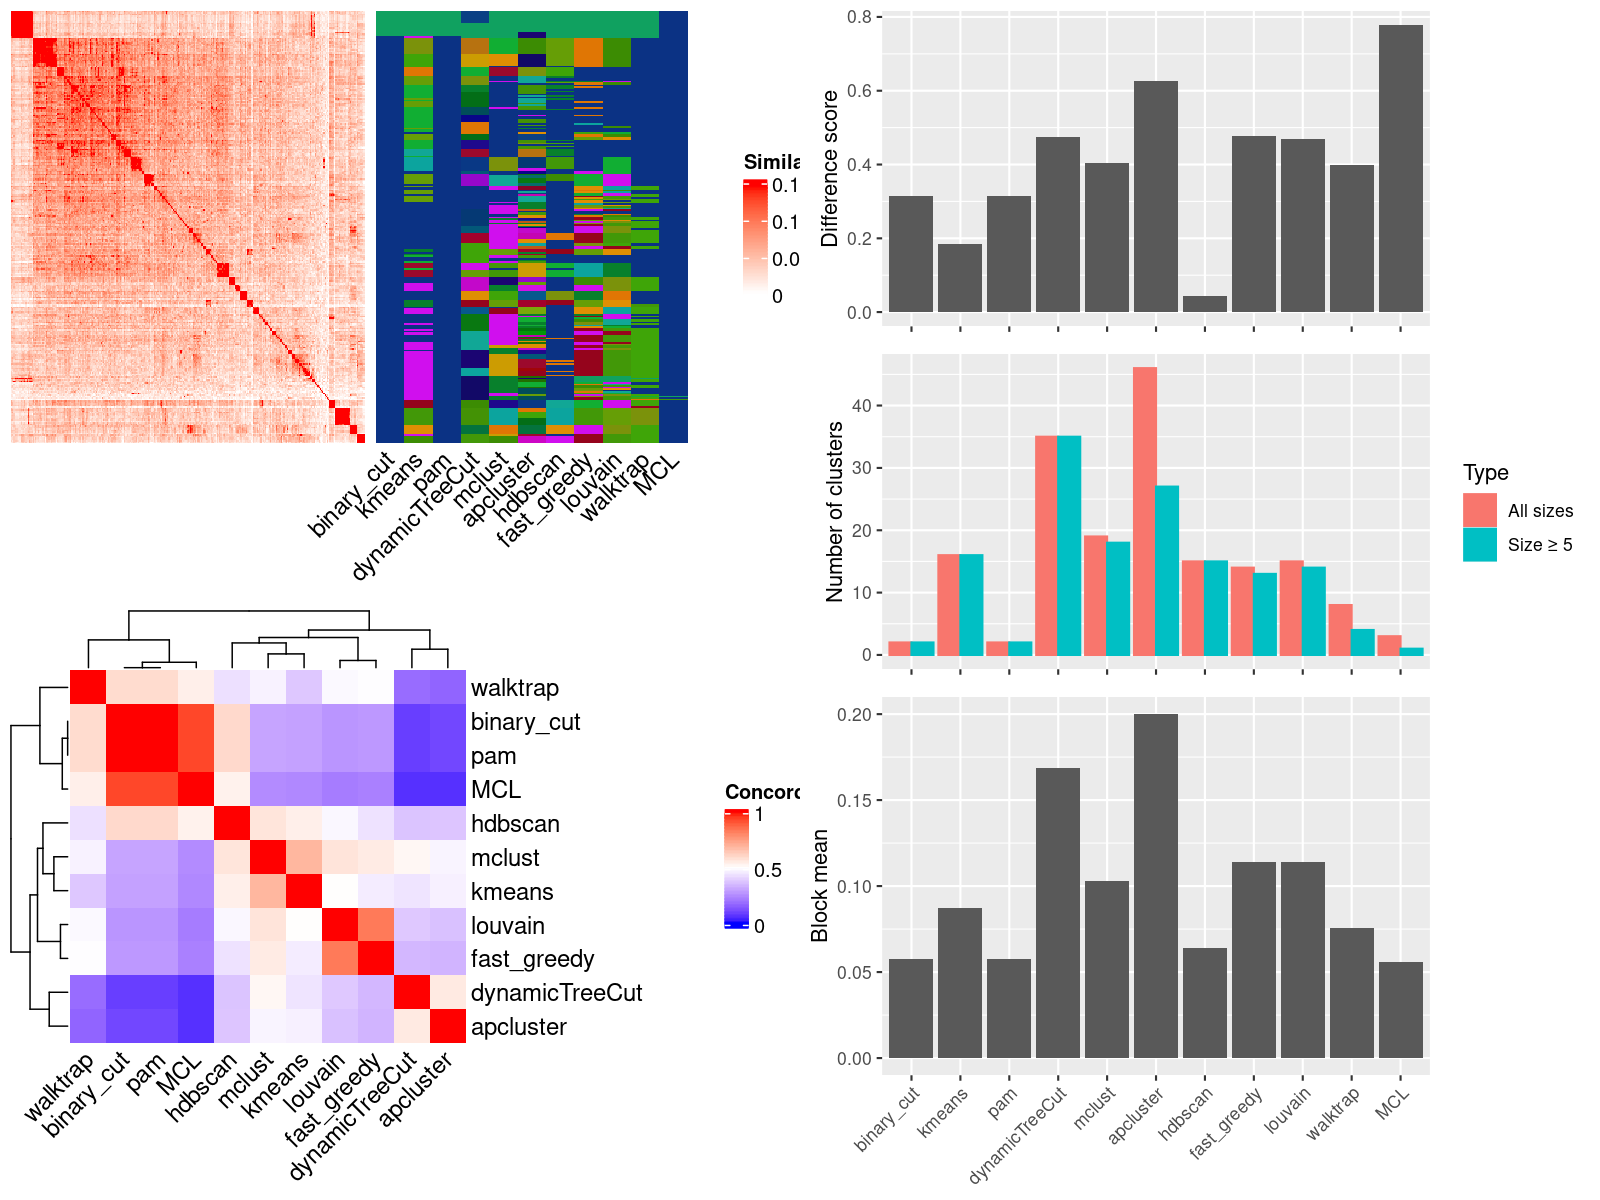 Simila
0.1
0.1
0.0
0
binary_cut
kmeans
pam
dynamicTreeCut
mclust
apcluster
hdbscan
fast_greedy
louvain
walktrap
MCL
walktrap
binary_cut
pam
MCL
hdbscan
mclust
kmeans
louvain
fast_greedy
dynamicTreeCut
apcluster
walktrap
binary_cut
pam
MCL
hdbscan
mclust
kmeans
louvain
fast_greedy
dynamicTreeCut
apcluster
Concord
1
0.5
0
Difference score
0.8
0.6
0.4
0.2
0.0
Number of clusters
40
30
20
10
0
Type
All sizes
Size ≥ 5
Block mean
0.20
0.15
0.10
0.05
0.00
binary_cut
kmeans
pam
dynamicTreeCut
mclust
apcluster
hdbscan
fast_greedy
louvain
walktrap
MCL